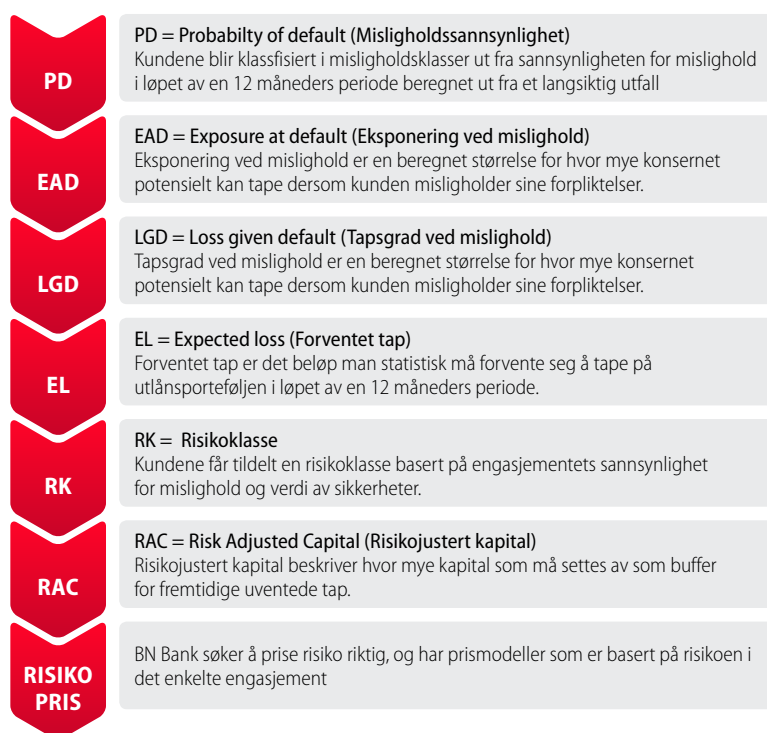 PD
PD = Probabilty of default (Misligholdssannsynlighet)
Kundene blir klassfisiert i misligholdsklasser ut fra sannsynligheten for mislighold
i løpet av en 12 måneders periode beregnet ut fra et langsiktig utfall
EAD
EAD = Exposure at default (Eksponering ved mislighold)
Eksponering ved mislighold er en beregnet størrelse for hvor mye konsernet
potensielt kan tape dersom kunden misligholder sine forpliktelser.
LGD
LGD = Loss given default (Tapsgrad ved mislighold)
Tapsgrad ved mislighold er en beregnet størrelse for hvor mye konsernet
potensielt kan tape dersom kunden misligholder sine forpliktelser.
EL
EL = Expected loss (Forventet tap)
Forventet tap er det beløp man statistisk må forvente seg å tape på
utlånsporteføljen i løpet av en 12 måneders periode.
RK
RK = Risikoklasse
Kundene får tildelt en risikoklasse basert på engasjementets sannsynlighet
for mislighold og verdi av sikkerheter.
RAC
RAC = Risk Adjusted Capital (Risikojustert kapital)
Risikojustert kapital beskriver hvor mye kapital som må settes av som buffer
for fremtidige uventede tap.
RISIKO
PRIS
BN Bank søker å prise risiko riktig, og har prismodeller som er basert på risikoen i
det enkelte engasjement